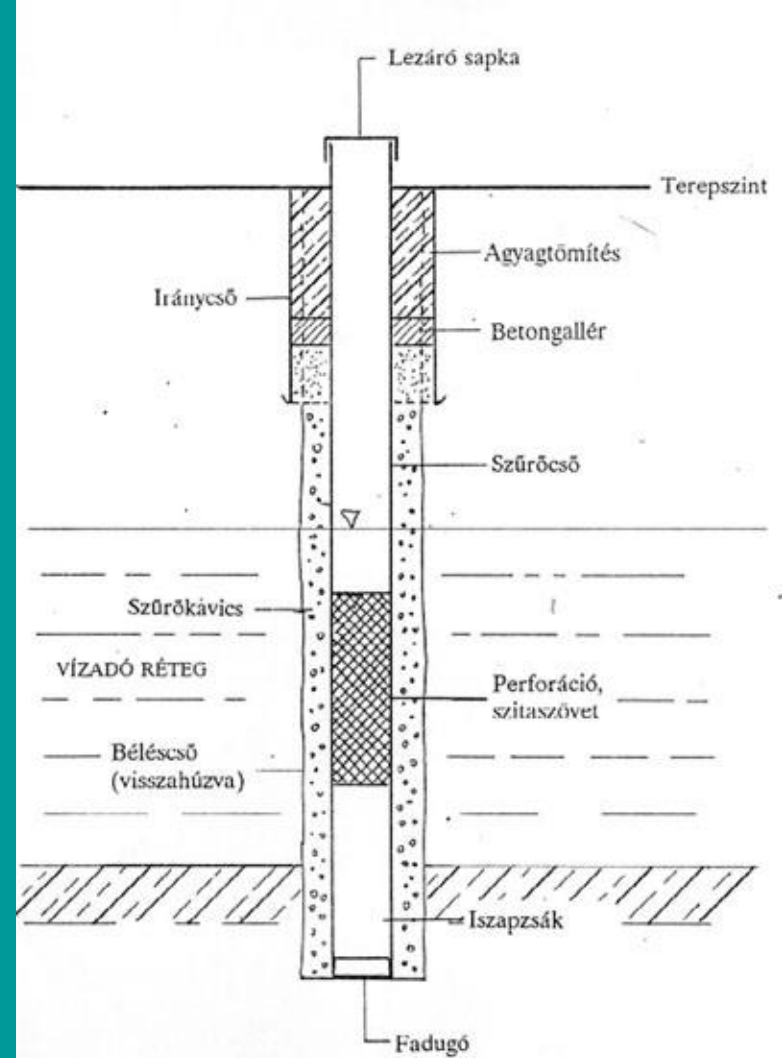 Lezáró sapka
Terepszint
Agyagtömítés
Iránycső
Betongallér
Szűrőcső
Szűrőkavics
VÍZADÓ RÉTEG
Perforáció,
szitaszövet
Béléscső
(visszahúzva)
Iszapzsák
Fadugó